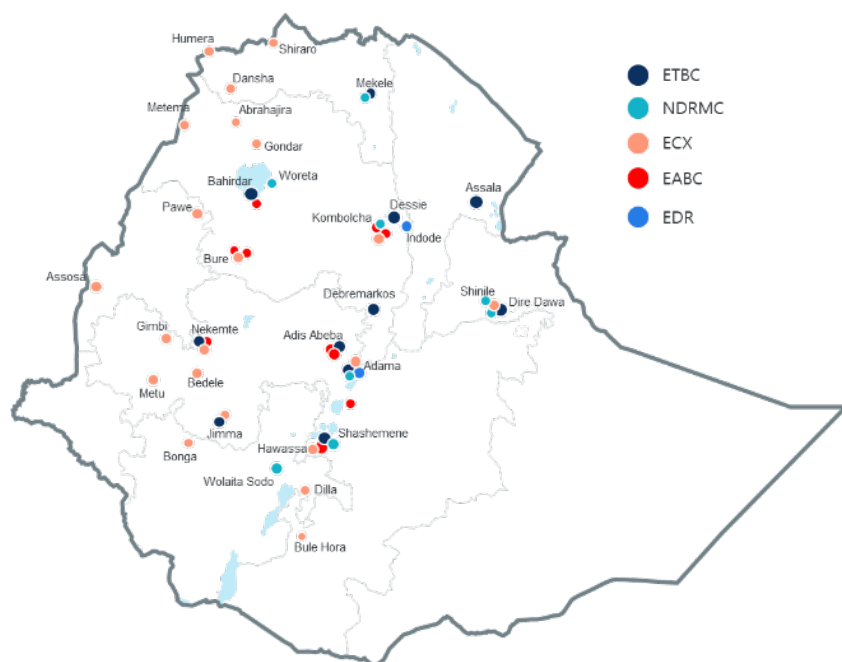 Humera
Shiraro
Dansha
Mekele
Metema
Abrahajira
Gondar
Woreta
Bahirdar
Pawe
Dessie
Assala
Kombolcha
Indode
Bure
Assosa
Debremarkos
Shinile
Dire Dawa
Gimbi
Nekemte
Adis Abeba
Adama
Metu
Bedele
Jimma
Shashemene
Bonga
Hawassa
Wolaita Sodo
Dilla
Bule Hora
ETBC
NDRMC
ECX
EABC
EDR